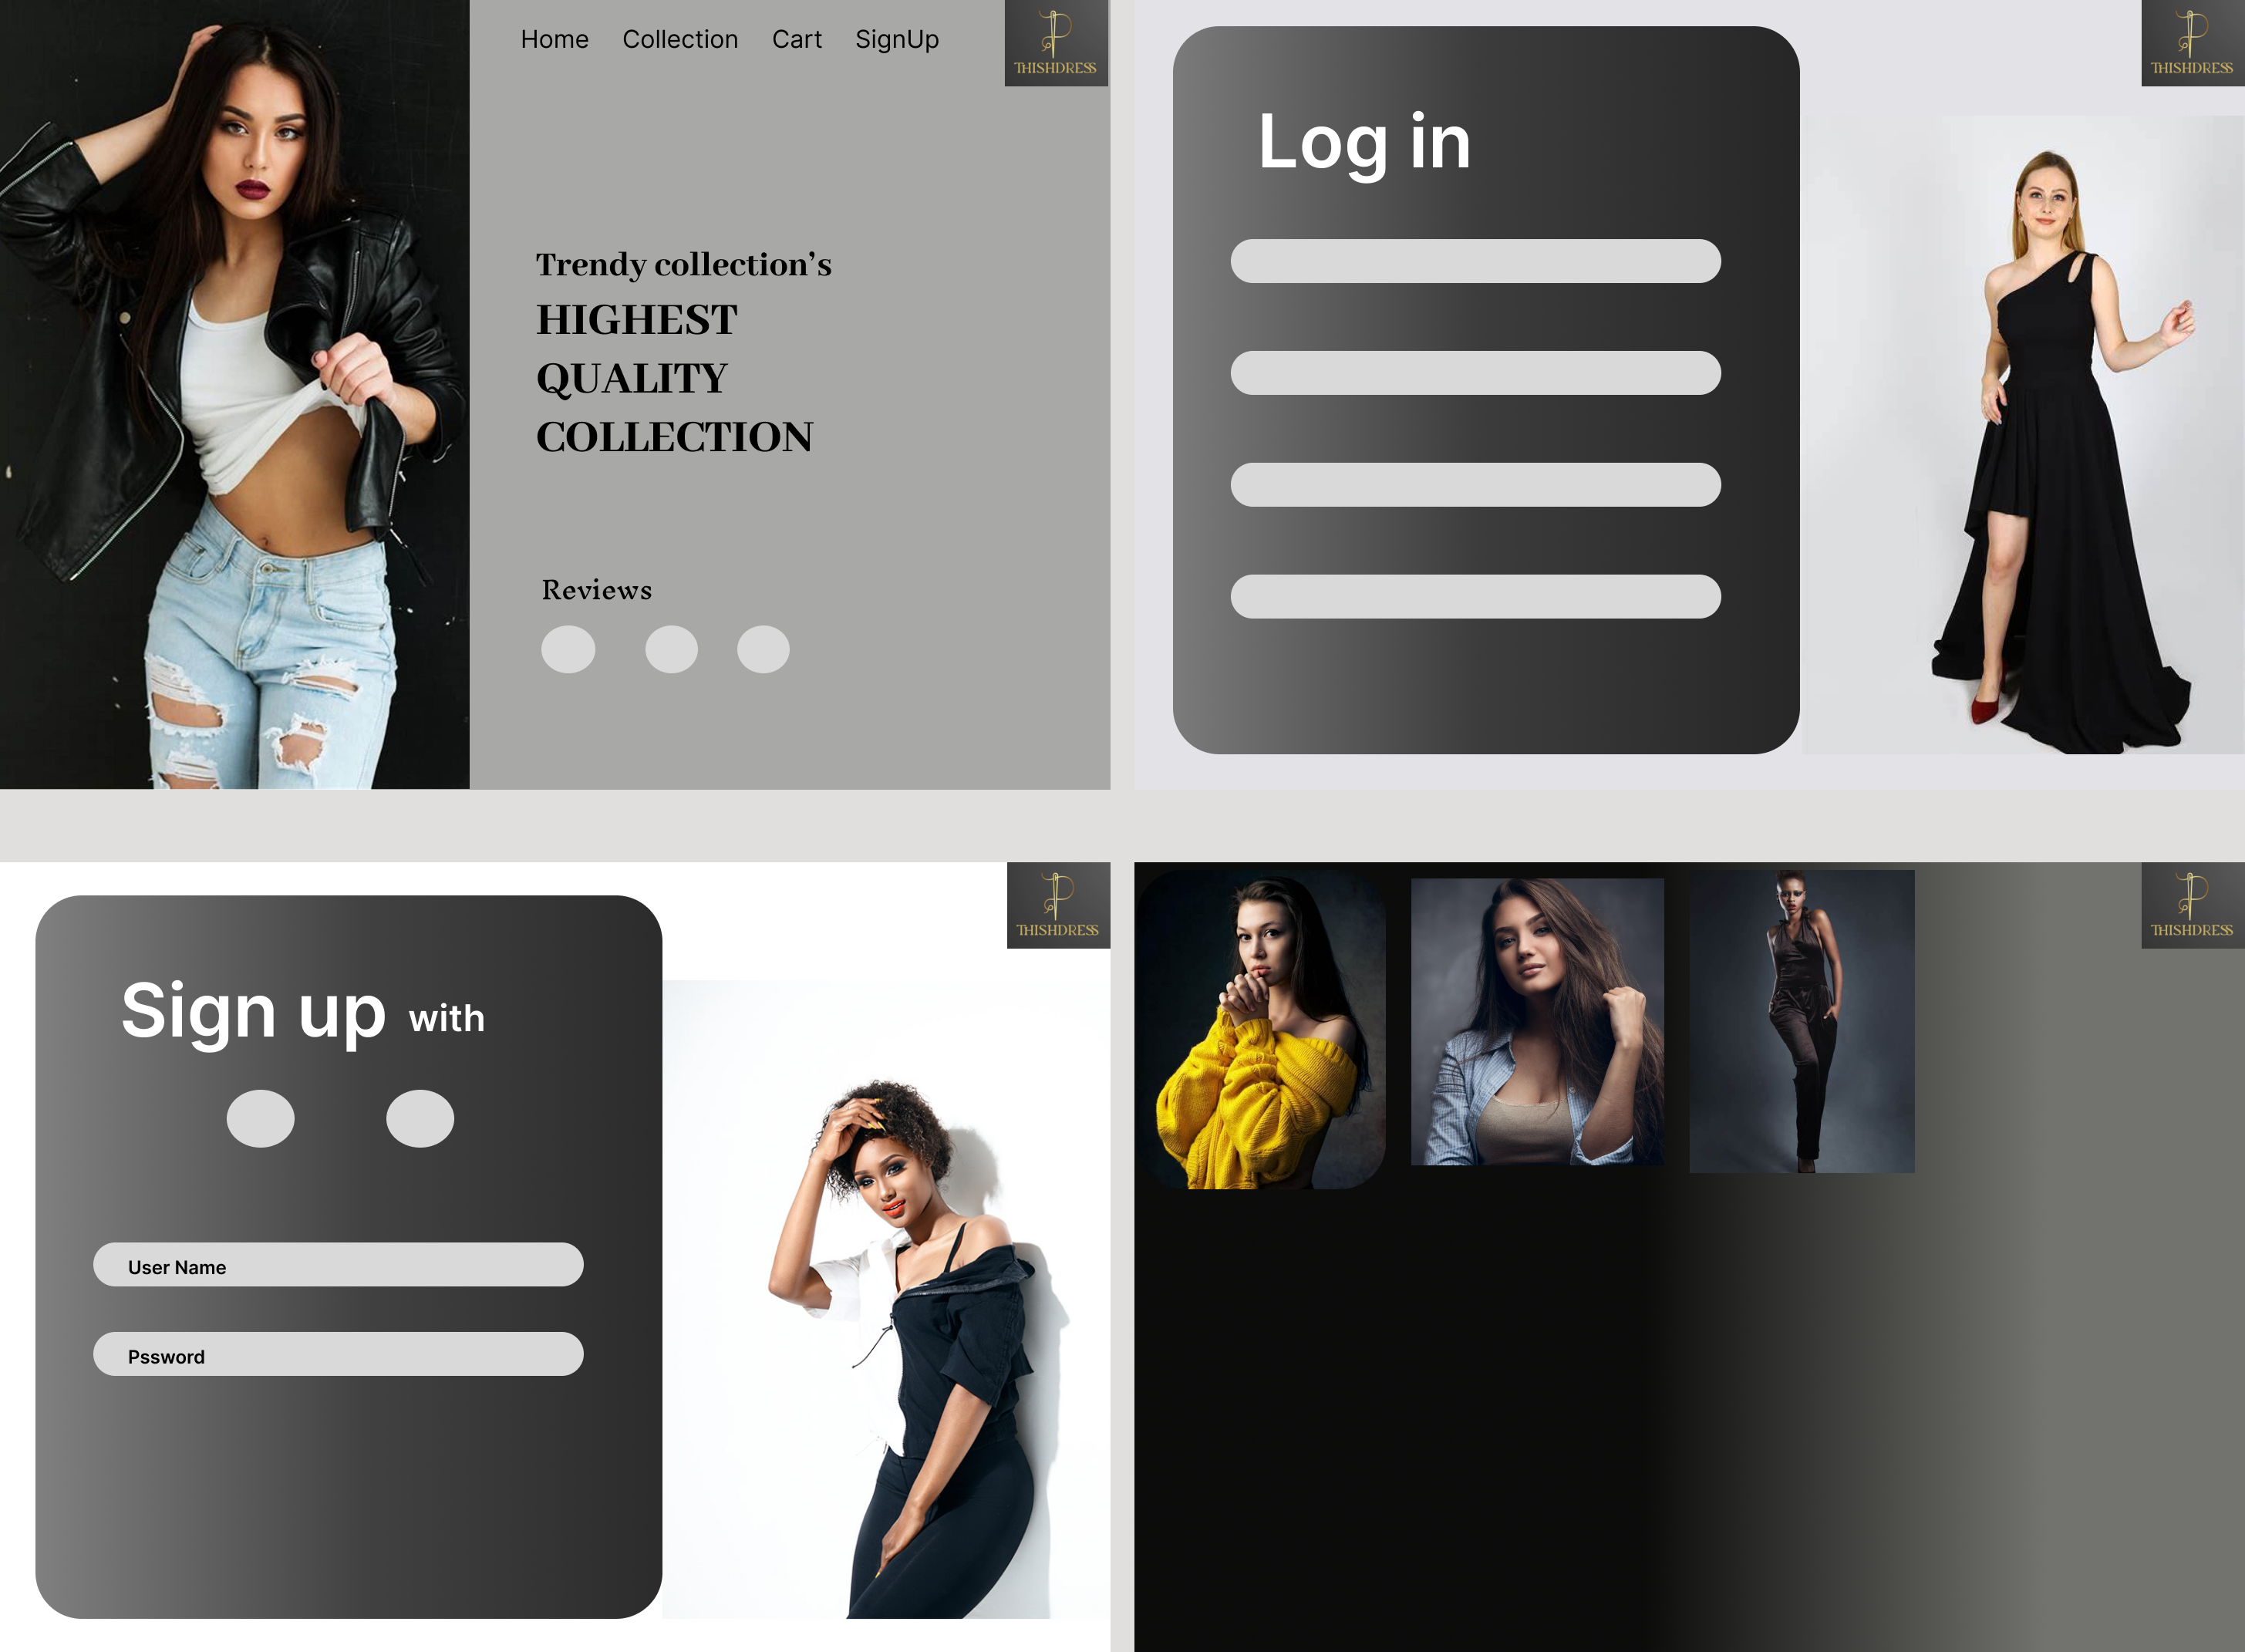 Home Collection Cart SignUp
THISHDRESS
Trendy collection’s
HIGHEST
QUALITY
COLLECTION
Reviews
THISHDRESS
Log in
THISHDRESS
Sign up with
User Name
Pssword
THISHDRESS